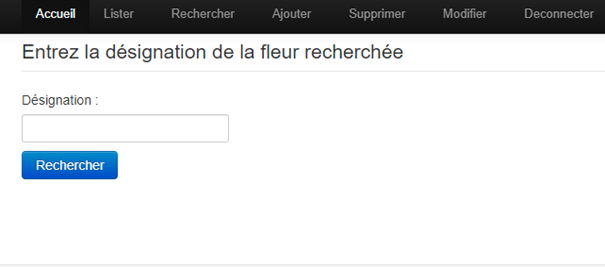 Accueil Lister Rechercher Ajouter Supprimer Modifier Deconnecter
Entrez la désignation de la fleur recherchée
Désignation :
Rechercher